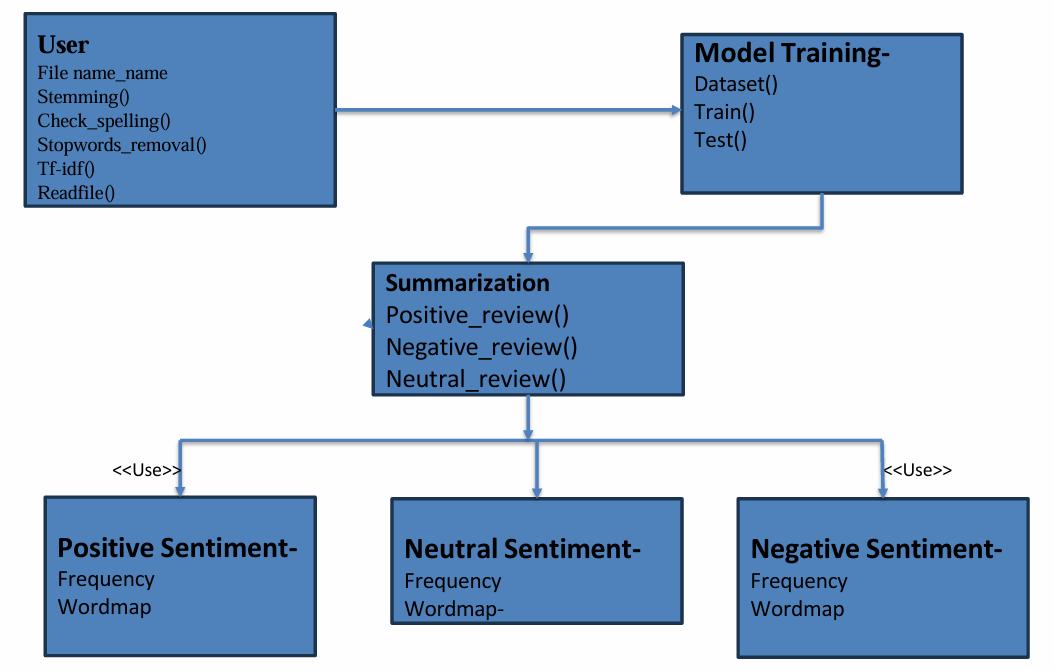 User
File name_name
Stemming()
Check_spelling()
Stopwords_removal()
Tf-idf()
Readfile()
Model Training-
Dataset()
Train()
Test()
Summarization
Positive_review()
Negative_review()
Neutral_review()
<<Use>>
<<Use>>
Positive Sentiment-
Frequency
Wordmap
Neutral Sentiment-
Frequency
Wordmap-
Negative Sentiment-
Frequency
Wordmap